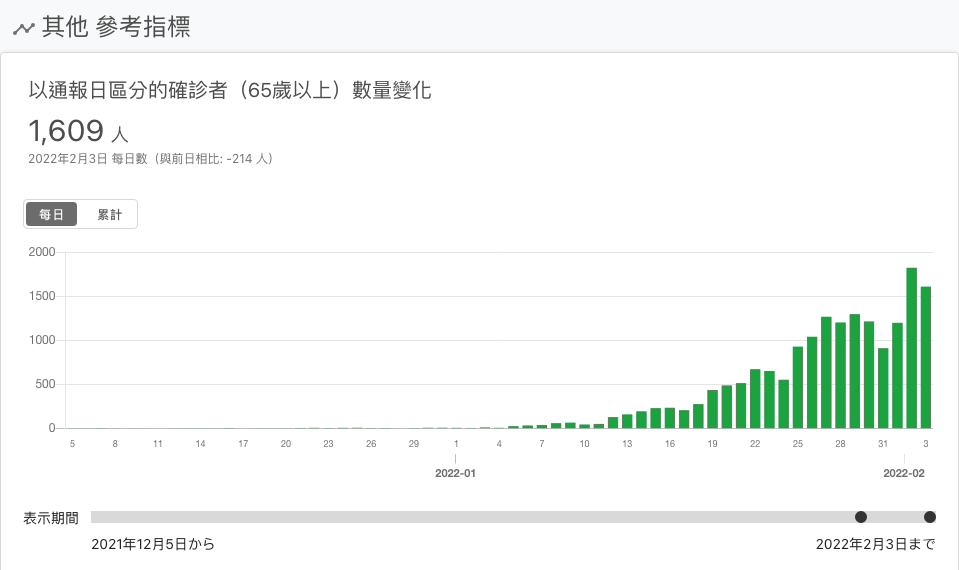 其他 參考指標
以通報日區分的確診者（65歲以上）數量變化
1,609 人
2022年2月3日 每日數（與前日相比: -214 人）
每日 累計
2000
1500
1000
500
0
5 8 11 14 17 20 23 26 29 1 4 7 10 13 16 19 22 25 28 31 3
2022-01 2022-02
表示期間
2021年12月5日から 2022年2月3日まで